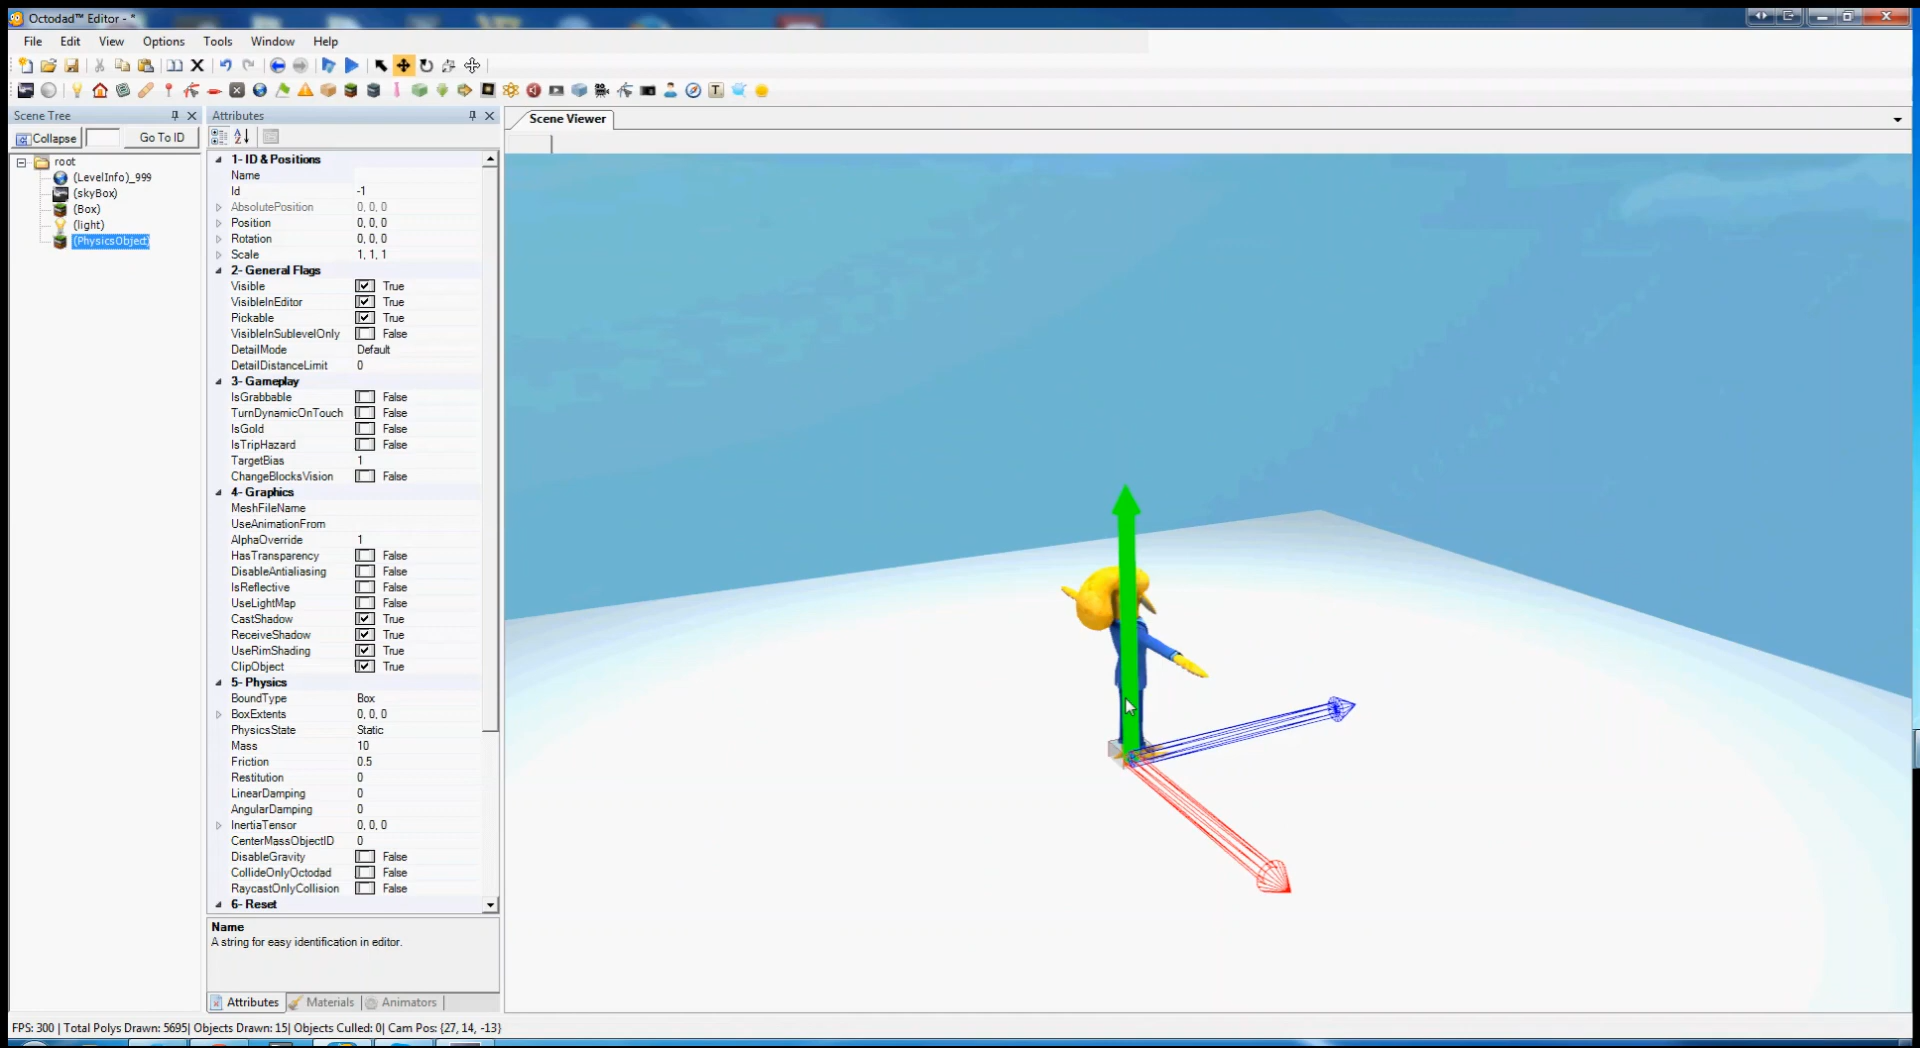 Octodad™ Editor - *
File Edit View Options Tools Window Help
Scene Tree
Collapse Go To ID
root
(LevelInfo)_999
(skyBox)
(Box)
(light)
(PhysicsObject)
Attributes
1- ID & Positions
Name
Id -1
AbsolutePosition 0, 0, 0
Position 0, 0, 0
Rotation 0, 0, 0
Scale 1, 1, 1
2- General Flags
Visible True
VisibleInEditor True
Pickable True
VisibleInSublevelOnly False
DetailMode Default
DetailDistanceLimit 0
3- Gameplay
IsGrabbable False
TurnDynamicOnTouch False
IsGold False
IsTripHazard False
TargetBias 1
ChangeBlocksVision False
4- Graphics
MeshFileName
UseAnimationFrom
AlphaOverride 1
HasTransparency False
DisableAntialiasing False
IsReflective False
UseLightMap False
CastShadow True
ReceiveShadow True
UseRimShading True
ClipObject True
5- Physics
BoundType Box
BoxExtents 0, 0, 0
PhysicsState Static
Mass 10
Friction 0.5
Restitution 0
LinearDamping 0
AngularDamping 0
InertiaTensor 0, 0, 0
CenterMassObjectID 0
DisableGravity False
CollideOnlyOctodad False
RaycastOnlyCollision False
6- Reset
Name
A string for easy identification in editor.
Attributes Materials Animators
Scene Viewer
FPS: 300 | Total Polys Drawn: 5695| Objects Drawn: 15| Objects Culled: 0| Cam Pos: {27, 14, -13}